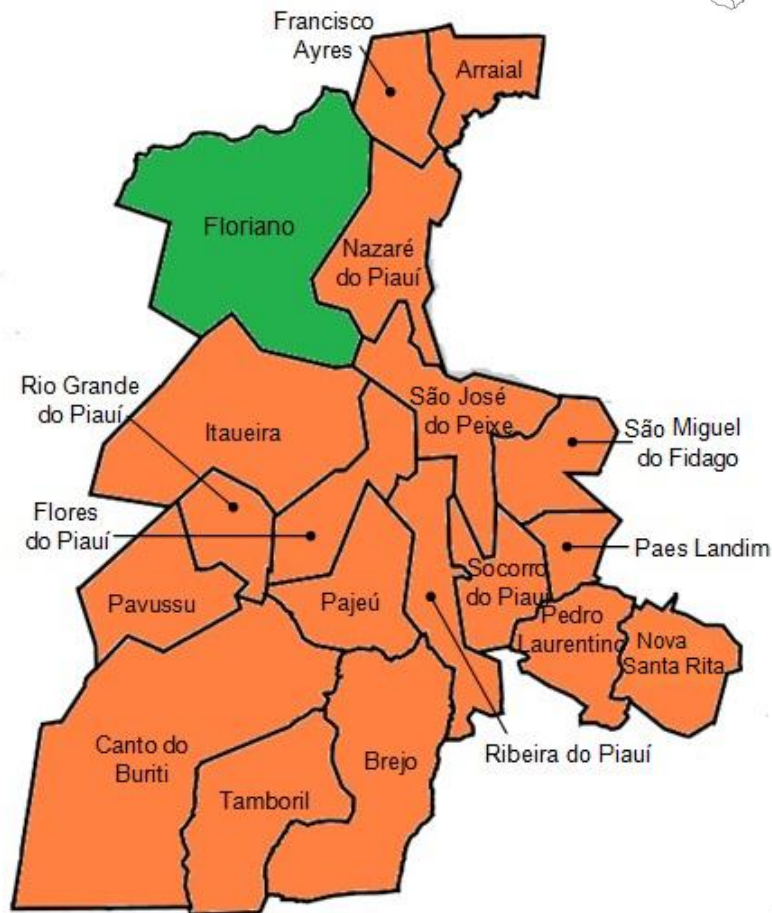 Francisco
Ayres
Arraial
Floriano
Nazaré
do Piauí
Rio Grande
do Piauí
Itaueira
São José
do Peixe
São Miguel
do Fidago
Flores
do Piauí
Paes Landim
Socorro
do Piauí
Pavussu
Pajeú
Pedro
Laurentino
Nova
Santa Rita
Canto do
Buriti
Brejo
Ribeira do Piauí
Tamboril